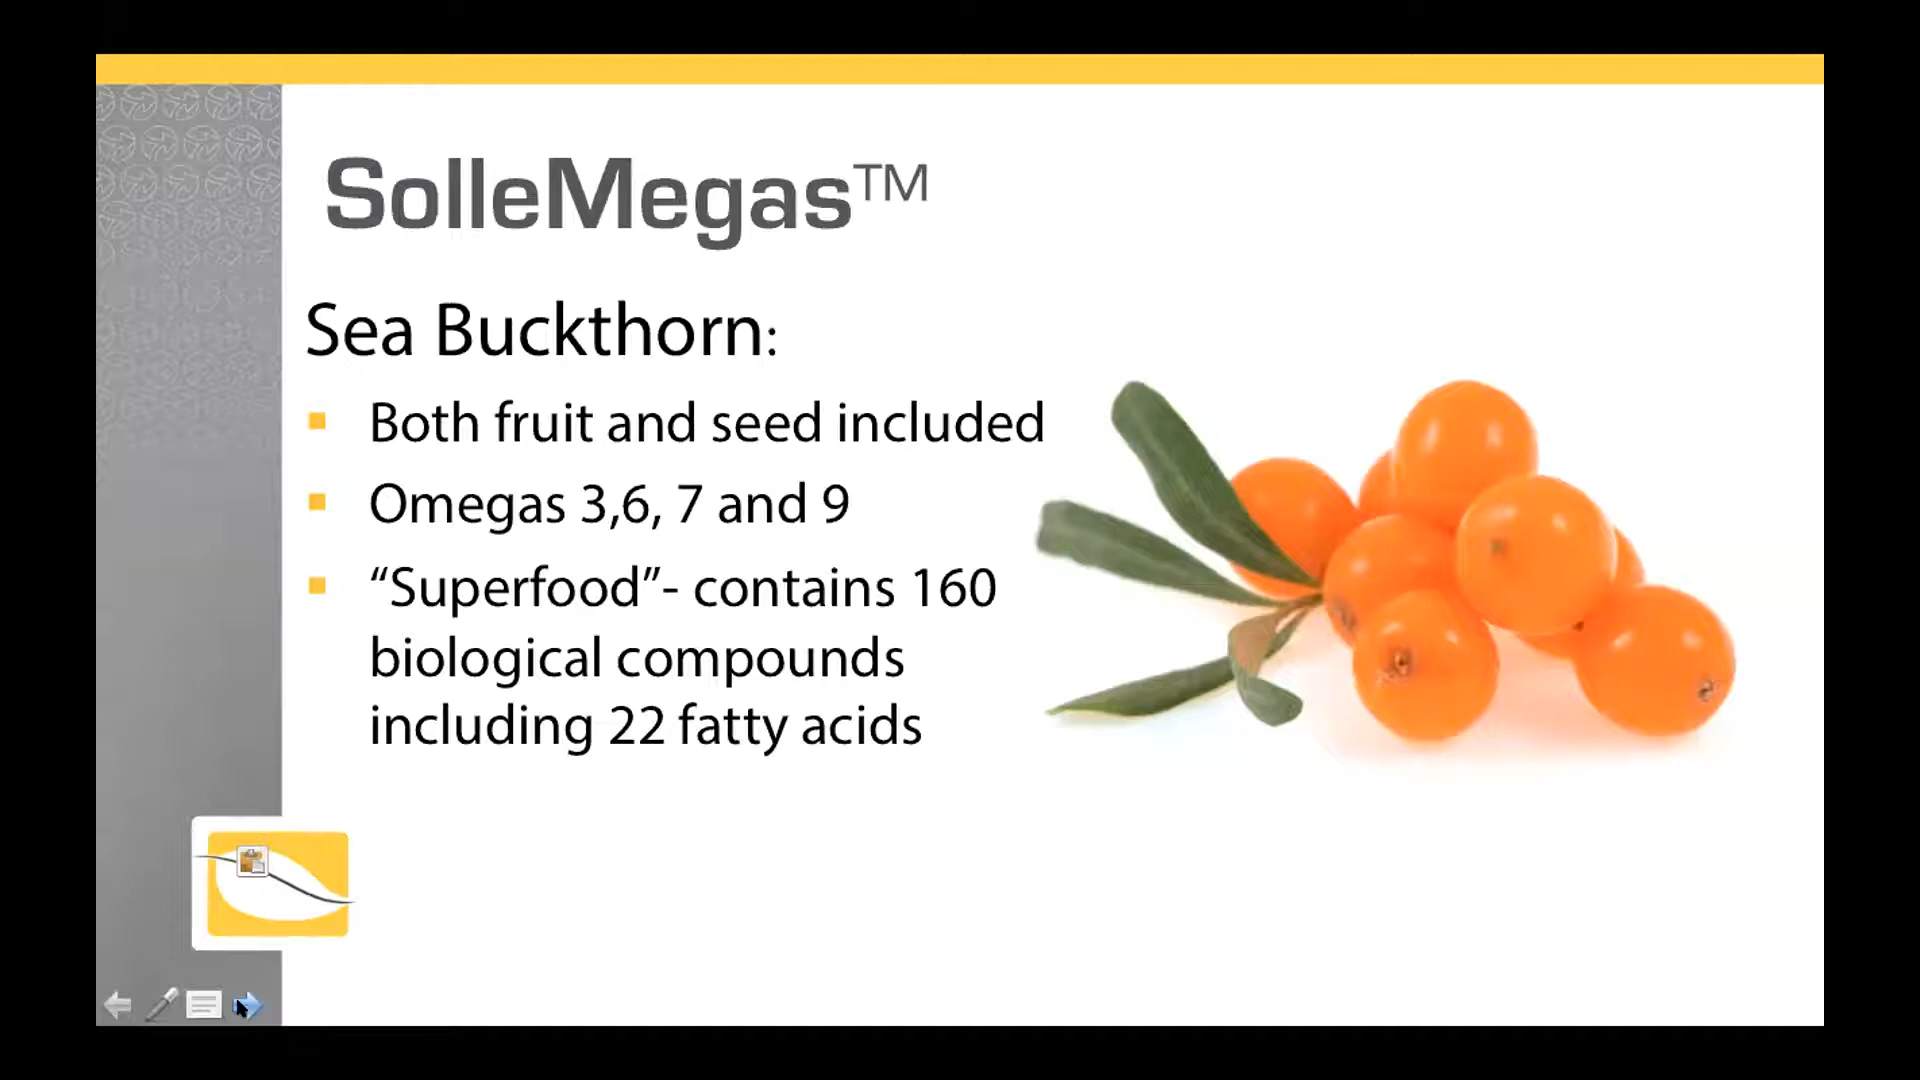 SolleMegas™
Sea Buckthorn:
Both fruit and seed included
Omegas 3,6, 7 and 9
“Superfood”- contains 160
biological compounds
including 22 fatty acids